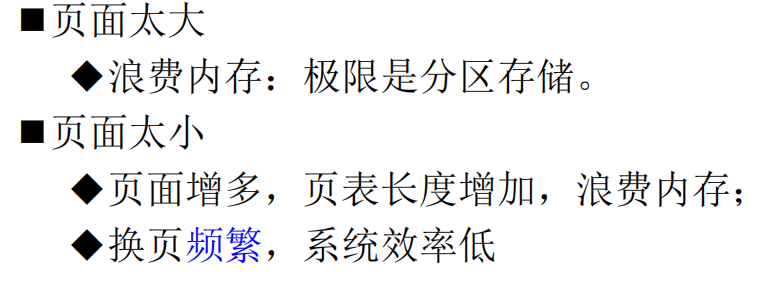 ■页面太大
◆浪费内存：极限是分区存储。
■页面太小
◆页面增多，页表长度增加，浪费内存；
◆换页频繁，系统效率低